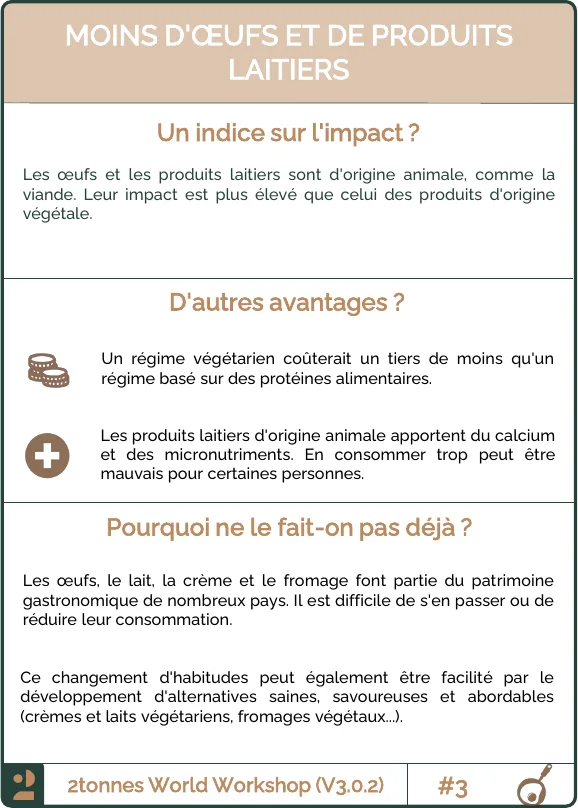 MOINS D'ŒUFS ET DE PRODUITS
LAITIERS
Un indice sur l'impact ?
Les œufs et les produits laitiers sont d'origine animale, comme la
viande. Leur impact est plus élevé que celui des produits d'origine
végétale.
D'autres avantages ?
Un régime végétarien coûterait un tiers de moins qu'un
régime basé sur des protéines alimentaires.
Les produits laitiers d'origine animale apportent du calcium
et des micronutriments. En consommer trop peut être
mauvais pour certaines personnes.
Pourquoi ne le fait-on pas déjà ?
Les œufs, le lait, la crème et le fromage font partie du patrimoine
gastronomique de nombreux pays. Il est difficile de s'en passer ou de
réduire leur consommation.
Ce changement d'habitudes peut également être facilité par le
développement d'alternatives saines, savoureuses et abordables
(crèmes et laits végétariens, fromages végétaux...).
2tonnes World Workshop (V3.0.2)
#3